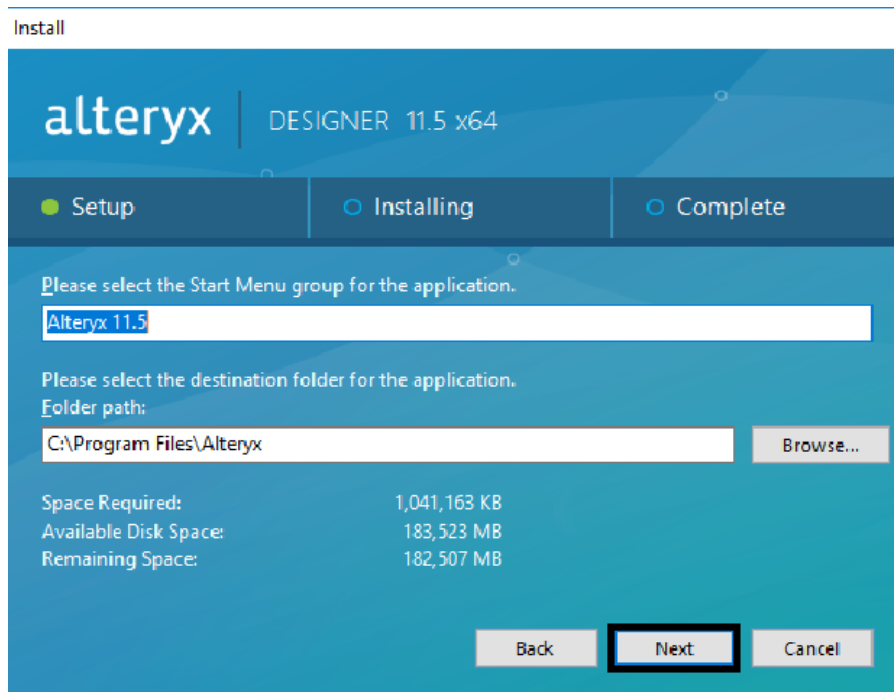 Install
alteryx DESIGNER 11.5 x64
Setup Installing Complete
Please select the Start Menu group for the application.
Alteryx 11.5
Please select the destination folder for the application.
Folder path:
C:\Program Files\Alteryx Browse...
Space Required: 1,041,163 KB
Available Disk Space: 183,523 MB
Remaining Space: 182,507 MB
Back Next Cancel